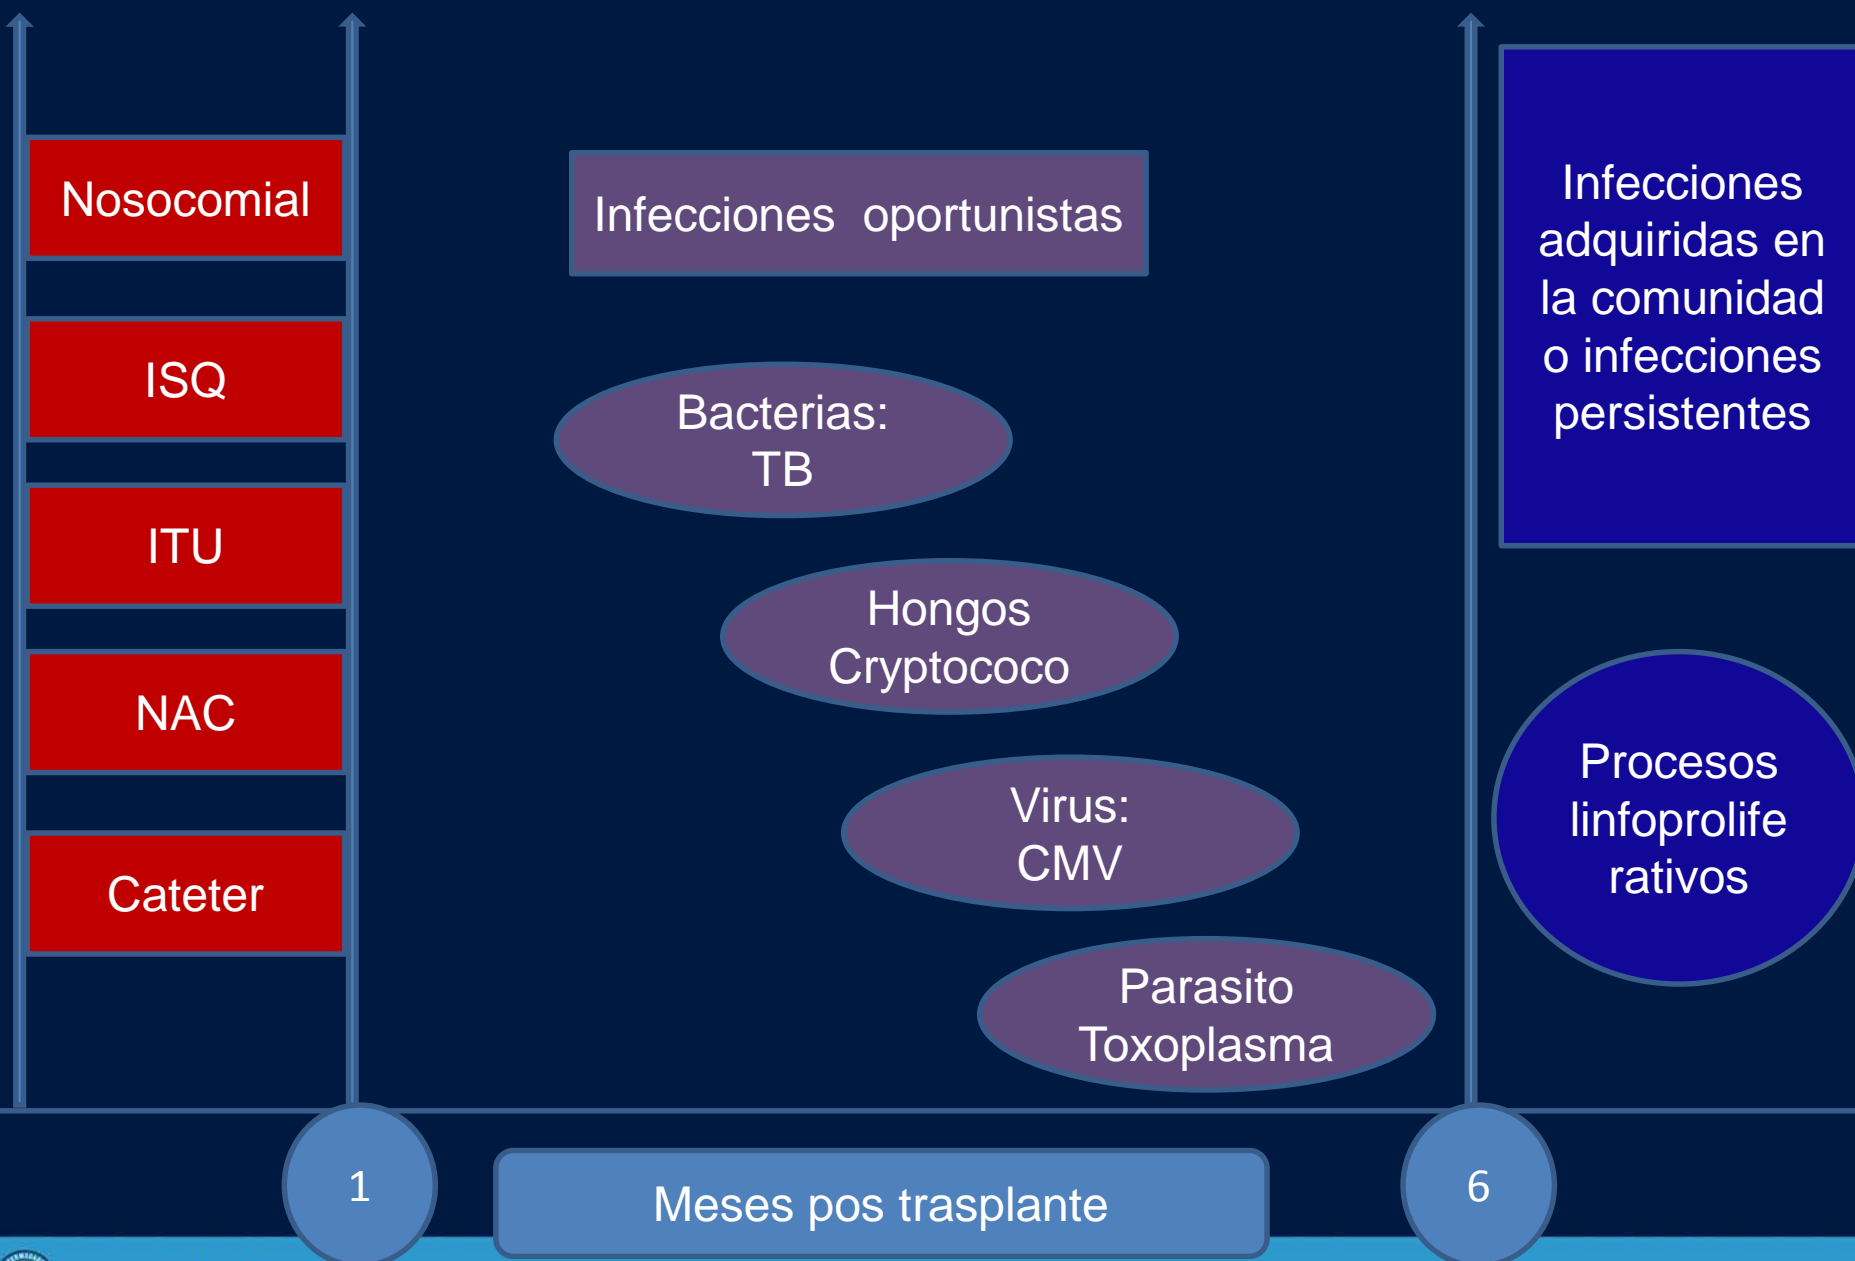 Nosocomial
ISQ
ITU
NAC
Cateter
Infecciones oportunistas
Bacterias:
TB
Hongos
Cryptococo
Virus:
CMV
Parasito
Toxoplasma
Infecciones
adquiridas en
la comunidad
o infecciones
persistentes
Procesos
linfoprolife
rativos
1
Meses pos trasplante
6